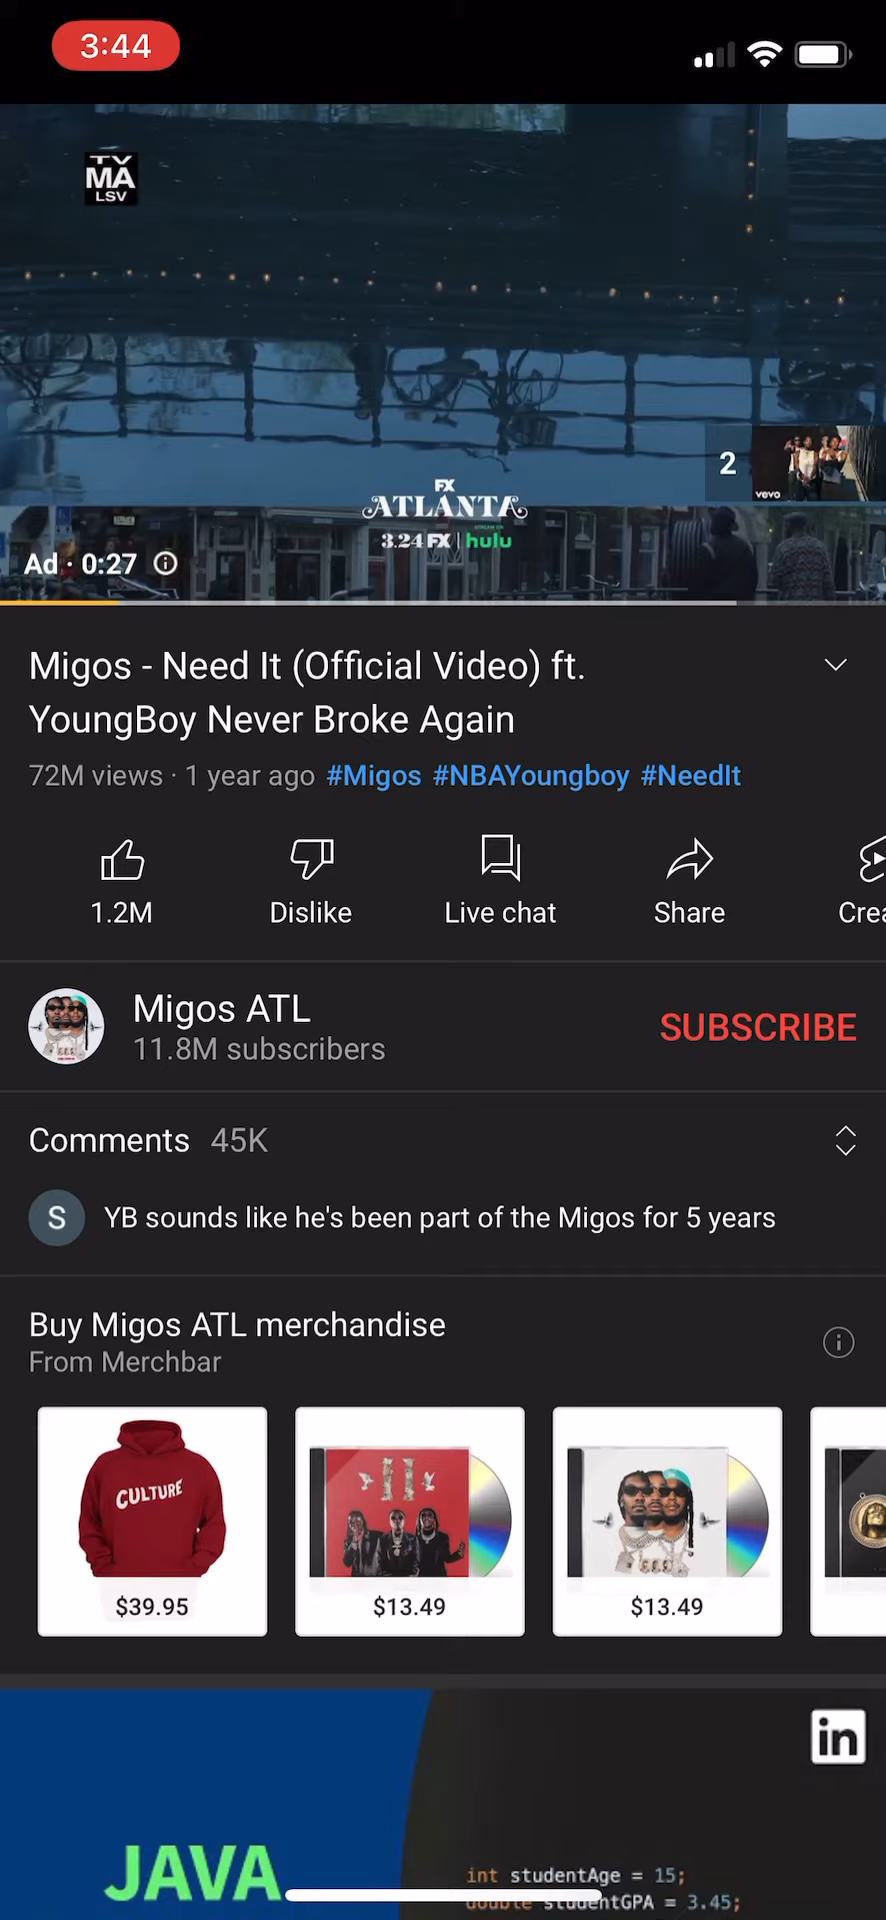 3:44
TV
MA
LSV
2
vevo
FX
ATLANTA
STREAM ON
3.24 FX | hulu
Ad · 0:27
Migos - Need It (Official Video) ft.
YoungBoy Never Broke Again
72M views · 1 year ago #Migos #NBAYoungboy #NeedIt
1.2M
Dislike
Live chat
Share
Crea
Migos ATL
11.8M subscribers
SUBSCRIBE
Comments 45K
S
YB sounds like he's been part of the Migos for 5 years
Buy Migos ATL merchandise
From Merchbar
CULTURE
$39.95
$13.49
$13.49
in
JAVA
int studentAge = 15;
double studentGPA = 3.45;